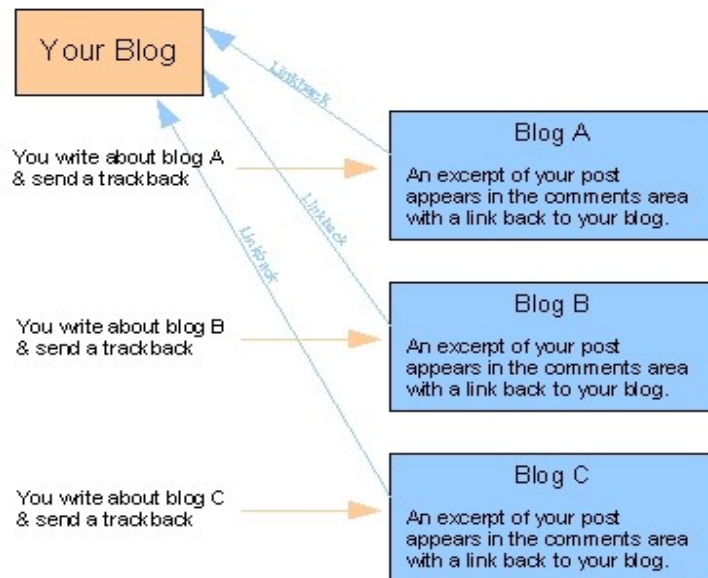 Your Blog
Linkback
Blog A
You write about blog A
& send a trackback
An excerpt of your post
appears in the comments area
with a link back to your blog.
Linkback
Linkback
Blog B
You write about blog B
& send a trackback
An excerpt of your post
appears in the comments area
with a link back to your blog.
Blog C
You write about blog C
& send a trackback
An excerpt of your post
appears in the comments area
with a link back to your blog.